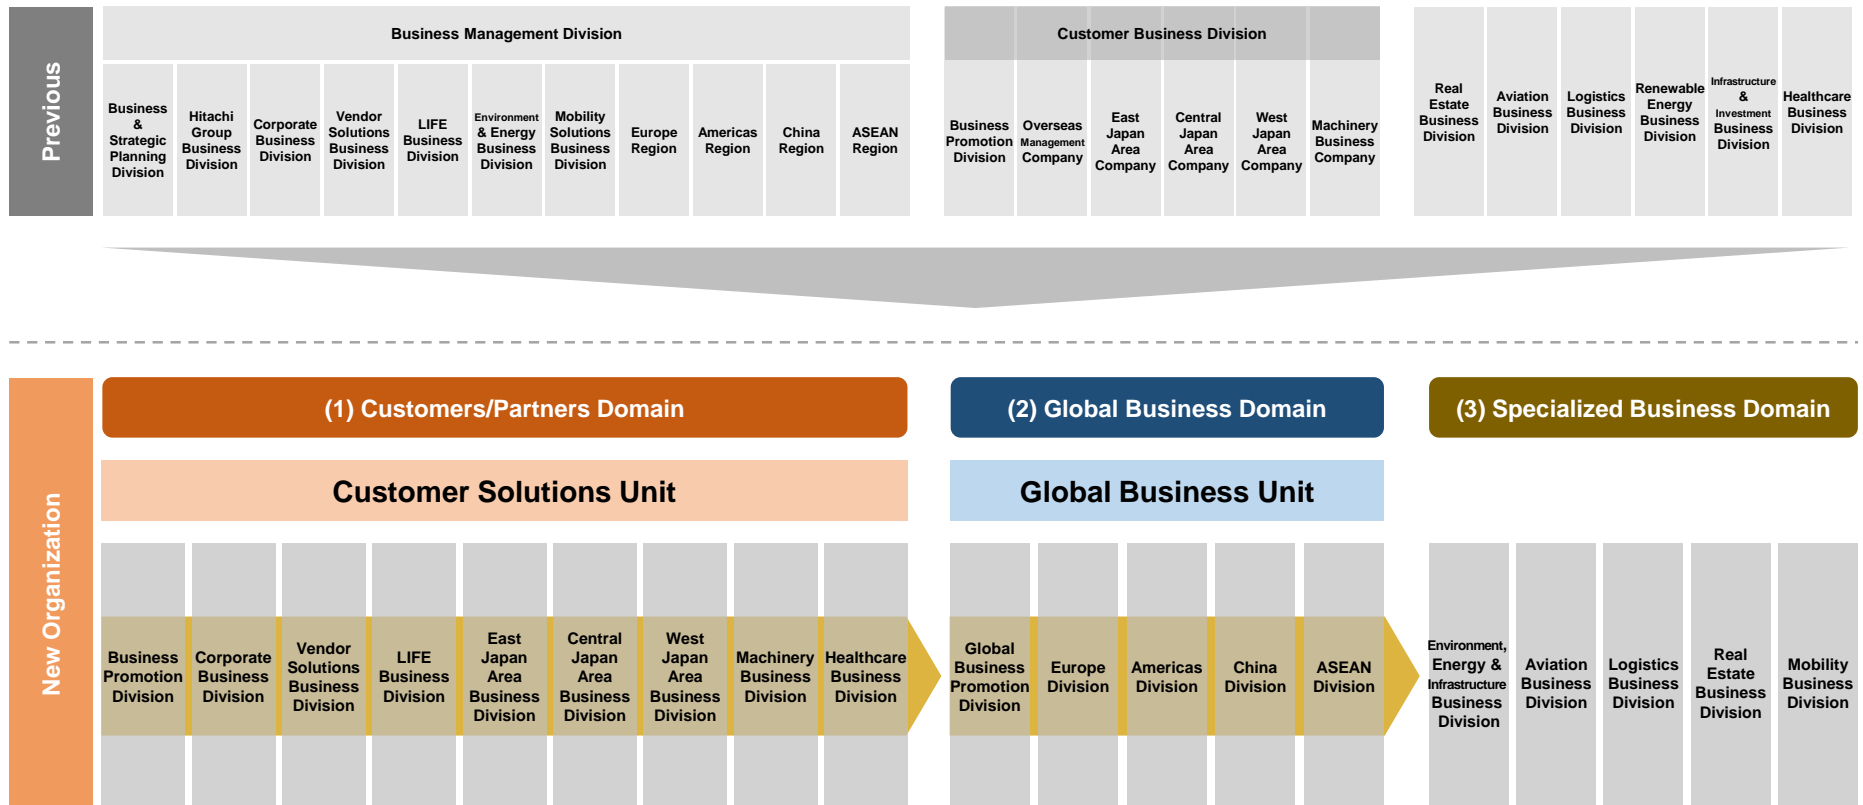 Previous
Business Management Division
Business
&
Strategic
Planning
Division
Hitachi
Group
Business
Division
Corporate
Business
Division
Vendor
Solutions
Business
Division
LIFE
Business
Division
Environment
& Energy
Business
Division
Mobility
Solutions
Business
Division
Europe
Region
Americas
Region
China
Region
ASEAN
Region
Customer Business Division
Business
Promotion
Division
Overseas
Management
Company
East
Japan
Area
Company
Central
Japan
Area
Company
West
Japan
Area
Company
Machinery
Business
Company
Real
Estate
Business
Division
Aviation
Business
Division
Logistics
Business
Division
Renewable
Energy
Business
Division
Infrastructure
&
Investment
Business
Division
Healthcare
Business
Division
New Organization
(1) Customers/Partners Domain
Customer Solutions Unit
Business
Promotion
Division
Corporate
Business
Division
Vendor
Solutions
Business
Division
LIFE
Business
Division
East
Japan
Area
Business
Division
Central
Japan
Area
Business
Division
West
Japan
Area
Business
Division
Machinery
Business
Division
Healthcare
Business
Division
(2) Global Business Domain
Global Business Unit
Global
Business
Promotion
Division
Europe
Division
Americas
Division
China
Division
ASEAN
Division
(3) Specialized Business Domain
Environment,
Energy &
Infrastructure
Business
Division
Aviation
Business
Division
Logistics
Business
Division
Real
Estate
Business
Division
Mobility
Business
Division